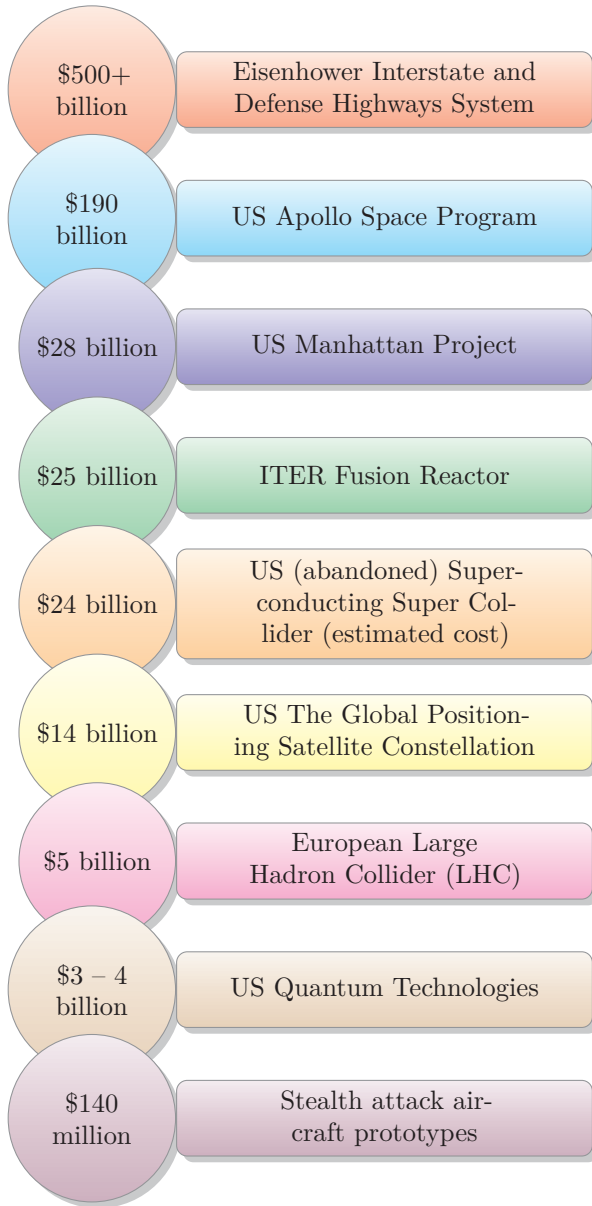 $500+
billion
Eisenhower Interstate and
Defense Highways System
$190
billion
US Apollo Space Program
$28 billion
US Manhattan Project
$25 billion
ITER Fusion Reactor
$24 billion
US (abandoned) Super-
conducting Super Col-
lider (estimated cost)
$14 billion
US The Global Position-
ing Satellite Constellation
$5 billion
European Large
Hadron Collider (LHC)
$3 – 4
billion
US Quantum Technologies
$140
million
Stealth attack air-
craft prototypes